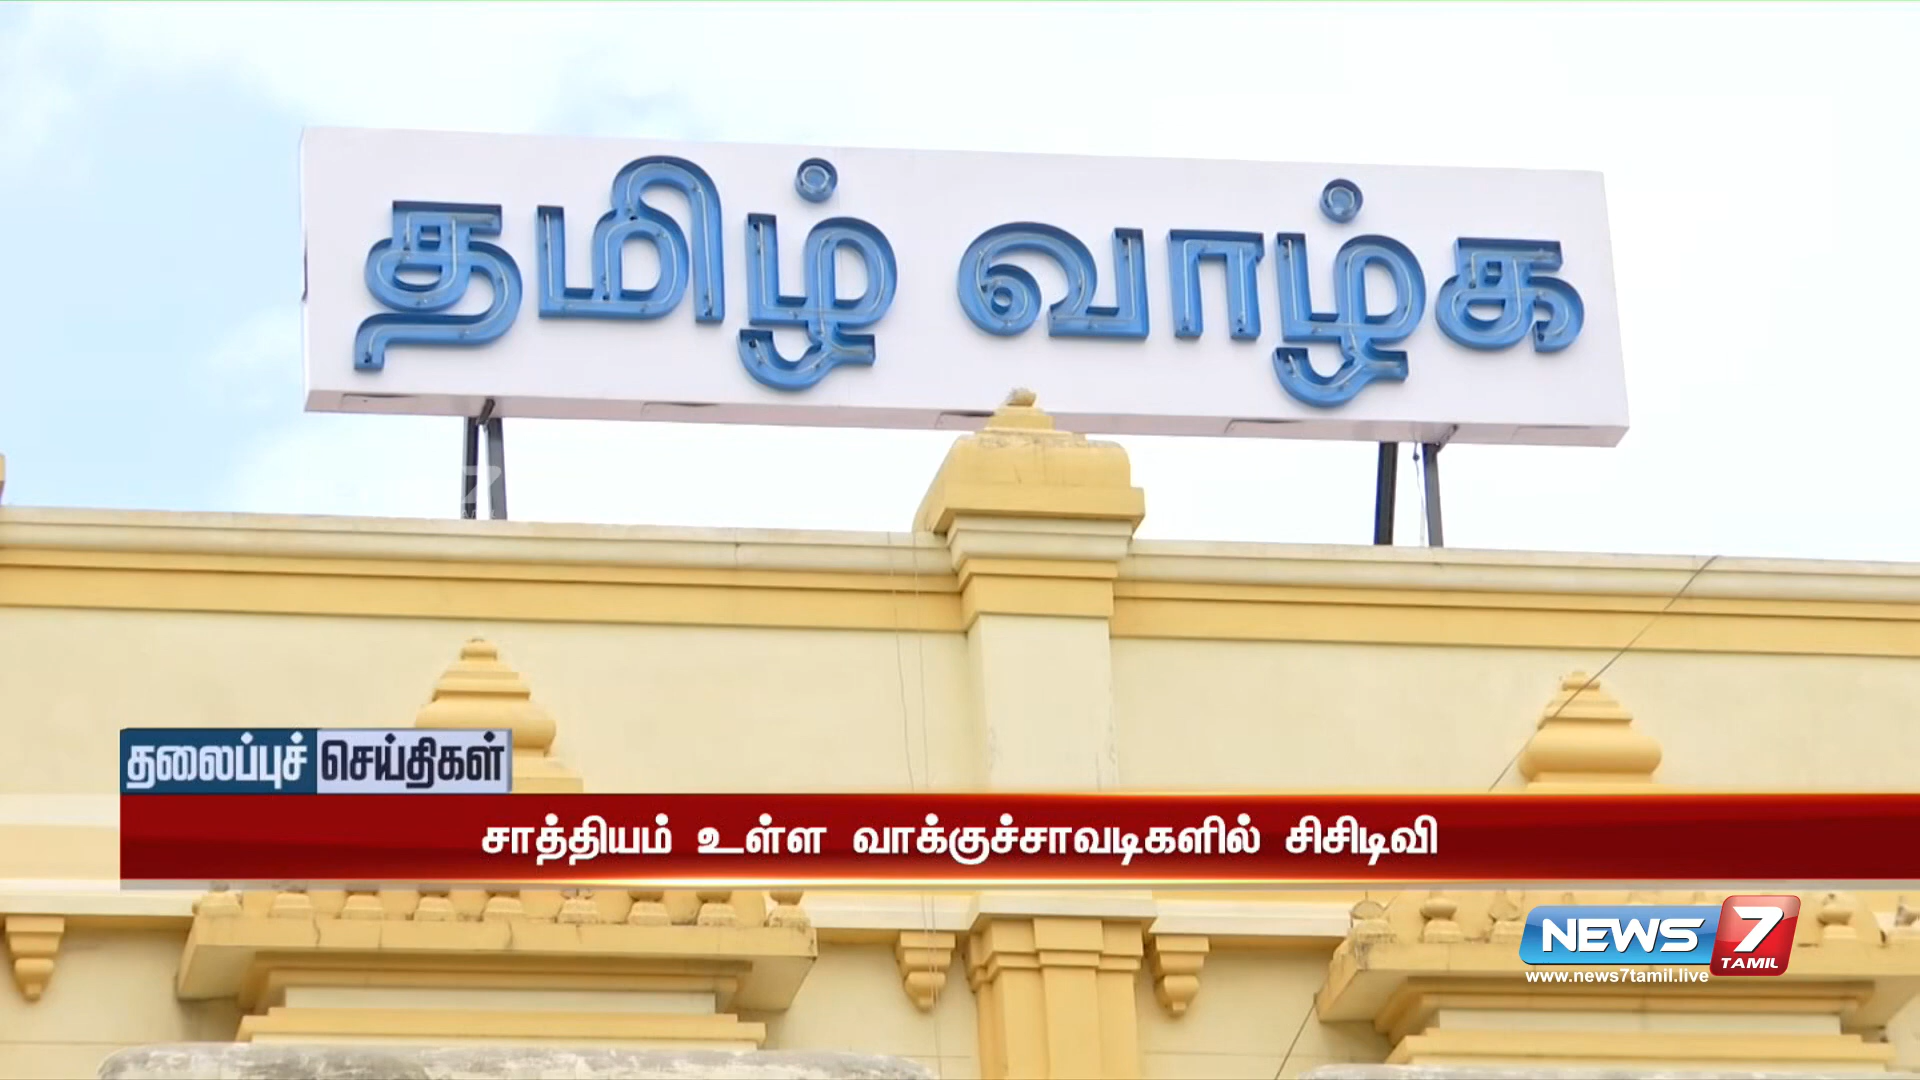 தமிழ் வாழ்க
தலைப்புச் செய்திகள்
சாத்தியம் உள்ள வாக்குச்சாவடிகளில் சிசிடிவி
NEWS 7
TAMIL
www.news7tamil.live